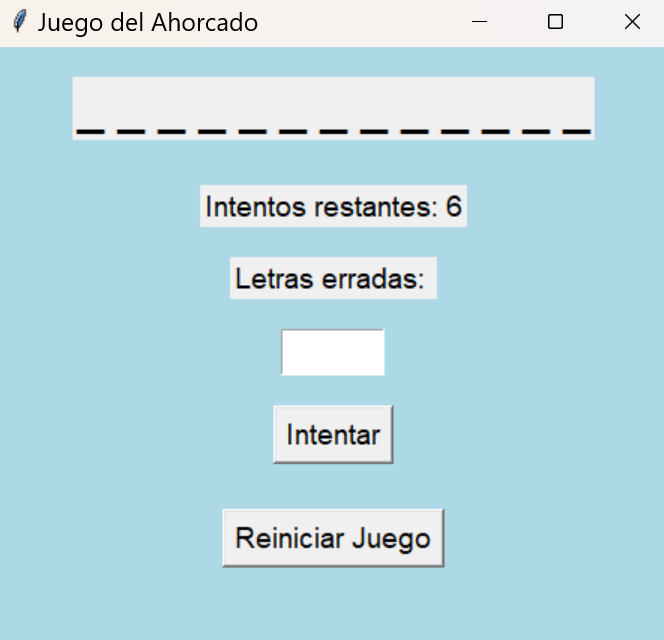 Juego del Ahorcado
_ _ _ _ _ _ _ _ _ _ _ _ _
Intentos restantes: 6
Letras erradas:
Intentar
Reiniciar Juego